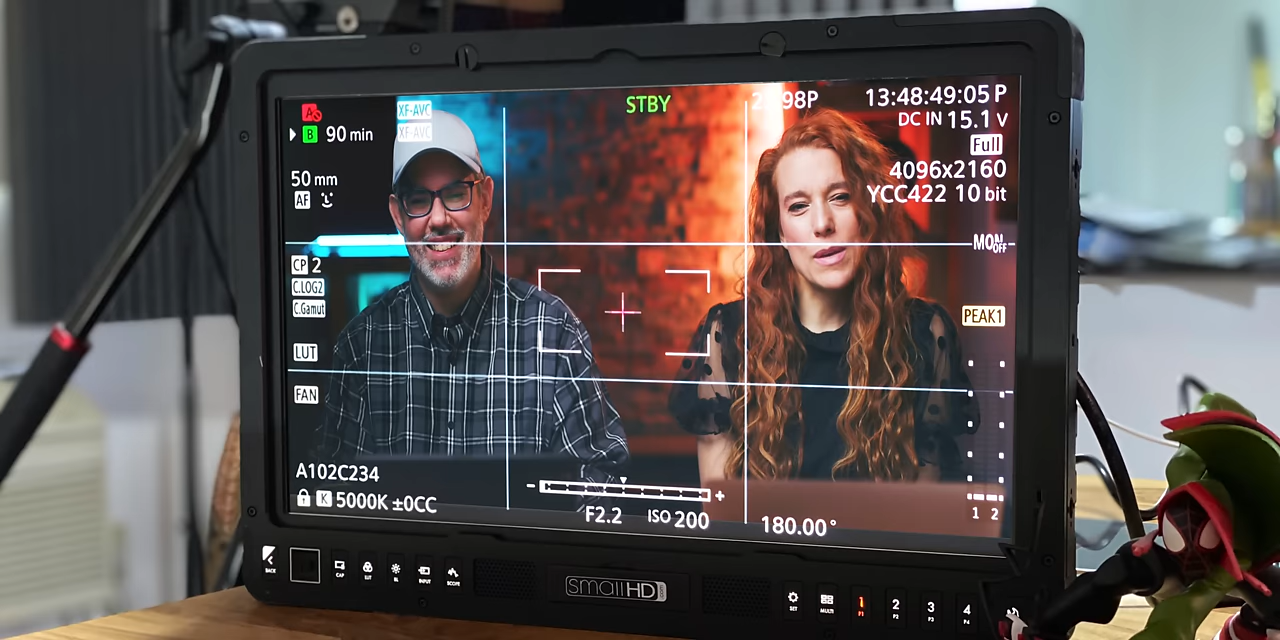 A
XF-AVC
STBY
13:48:49:05 P
B 90 min
XF-AVC
DC IN 15.1 V
Full
50 mm
4096x2160
AF
YCC422 10 bit
MON OFF
CP 2
C.LOG2
C.Gamut
PEAK1
LUT
FAN
A102C234
- +
K 5000K ±0CC
F2.2
ISO 200
180.00°
1 2
BACK
CAP
LUT
BL
INPUT
SCOPE
smallHD
SET
MULTI
1
F1
2
F2
3
F3
4
F4